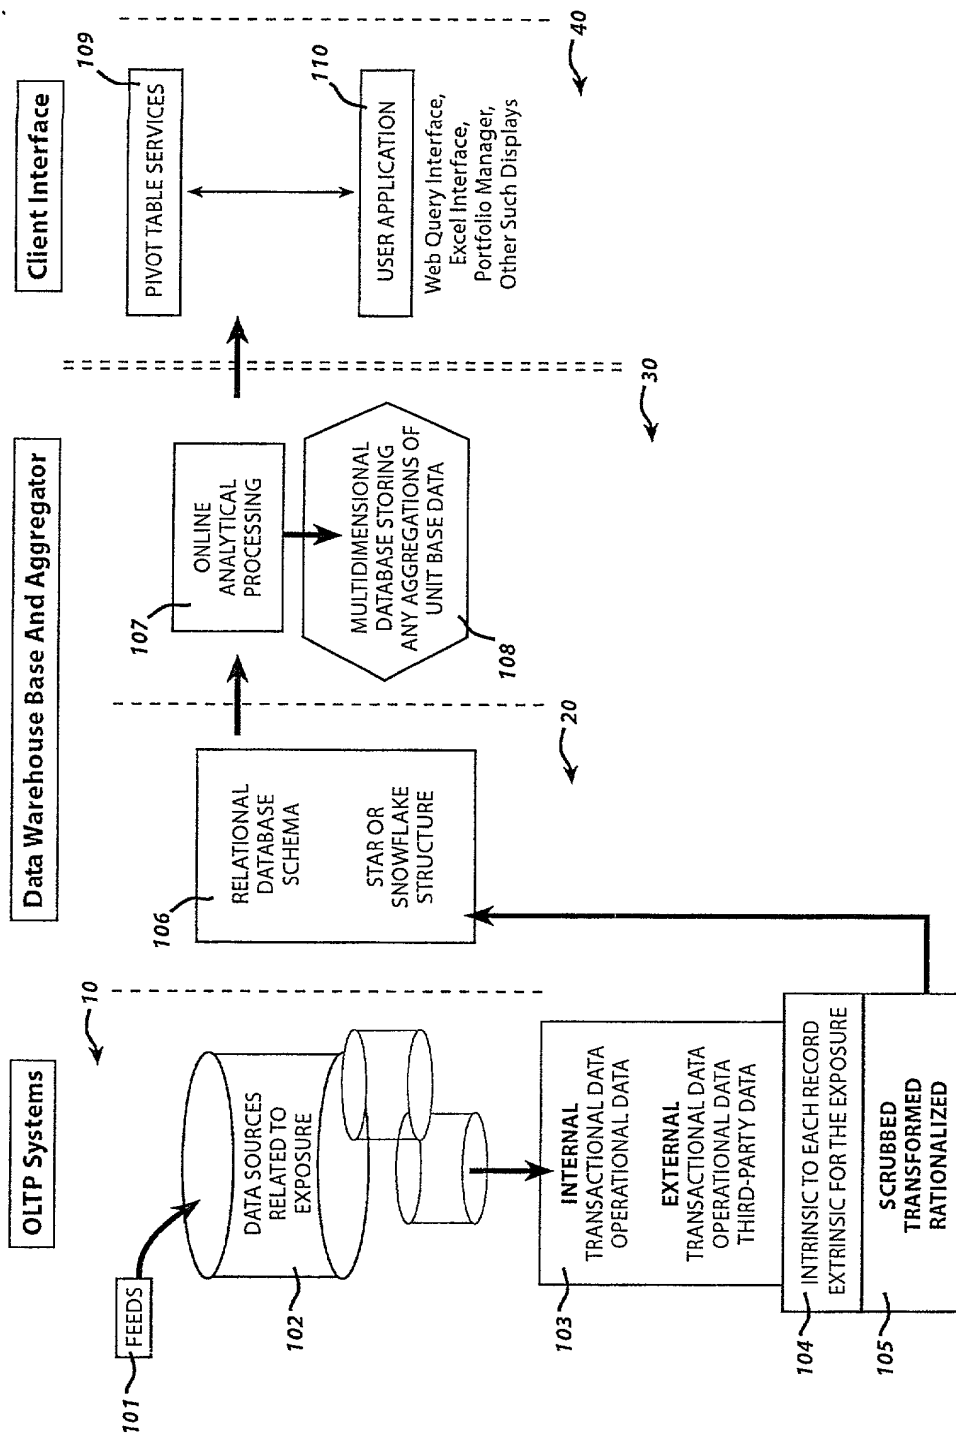 OLTP Systems
Data Warehouse Base And Aggregator
Client Interface
101
FEEDS
10
DATA SOURCES
RELATED TO
EXPOSURE
102
INTERNAL
TRANSACTIONAL DATA
OPERATIONAL DATA
EXTERNAL
TRANSACTIONAL DATA
OPERATIONAL DATA
THIRD-PARTY DATA
103
INTRINSIC TO EACH RECORD
EXTRINSIC FOR THE EXPOSURE
104
SCRUBBED
TRANSFORMED
RATIONALIZED
105
106
RELATIONAL
DATABASE
SCHEMA
STAR OR
SNOWFLAKE
STRUCTURE
20
107
ONLINE
ANALYTICAL
PROCESSING
MULTIDIMENSIONAL
DATABASE STORING
ANY AGGREGATIONS OF
UNIT BASE DATA
108
30
109
PIVOT TABLE SERVICES
110
USER APPLICATION
Web Query Interface,
Excel Interface,
Portfolio Manager,
Other Such Displays
40